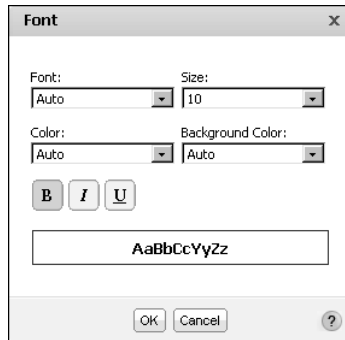 Font x
Font: Size:
Auto 10
Color: Background Color:
Auto Auto
B I U
AaBbCcYyZz
OK Cancel ?